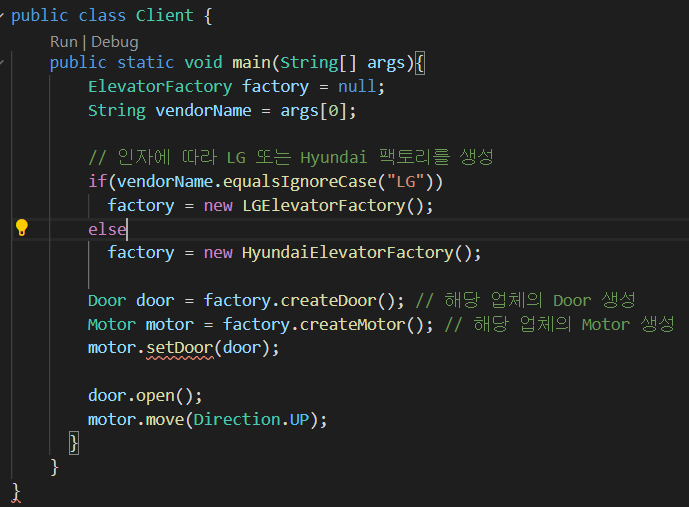 public class Client {
Run | Debug
public static void main(String[] args){
ElevatorFactory factory = null;
String vendorName = args[0];
// 인자에 따라 LG 또는 Hyundai 팩토리를 생성
if(vendorName.equalsIgnoreCase("LG"))
factory = new LGElevatorFactory();
else
factory = new HyundaiElevatorFactory();
Door door = factory.createDoor(); // 해당 업체의 Door 생성
Motor motor = factory.createMotor(); // 해당 업체의 Motor 생성
motor.setDoor(door);
door.open();
motor.move(Direction.UP);
}
}
}